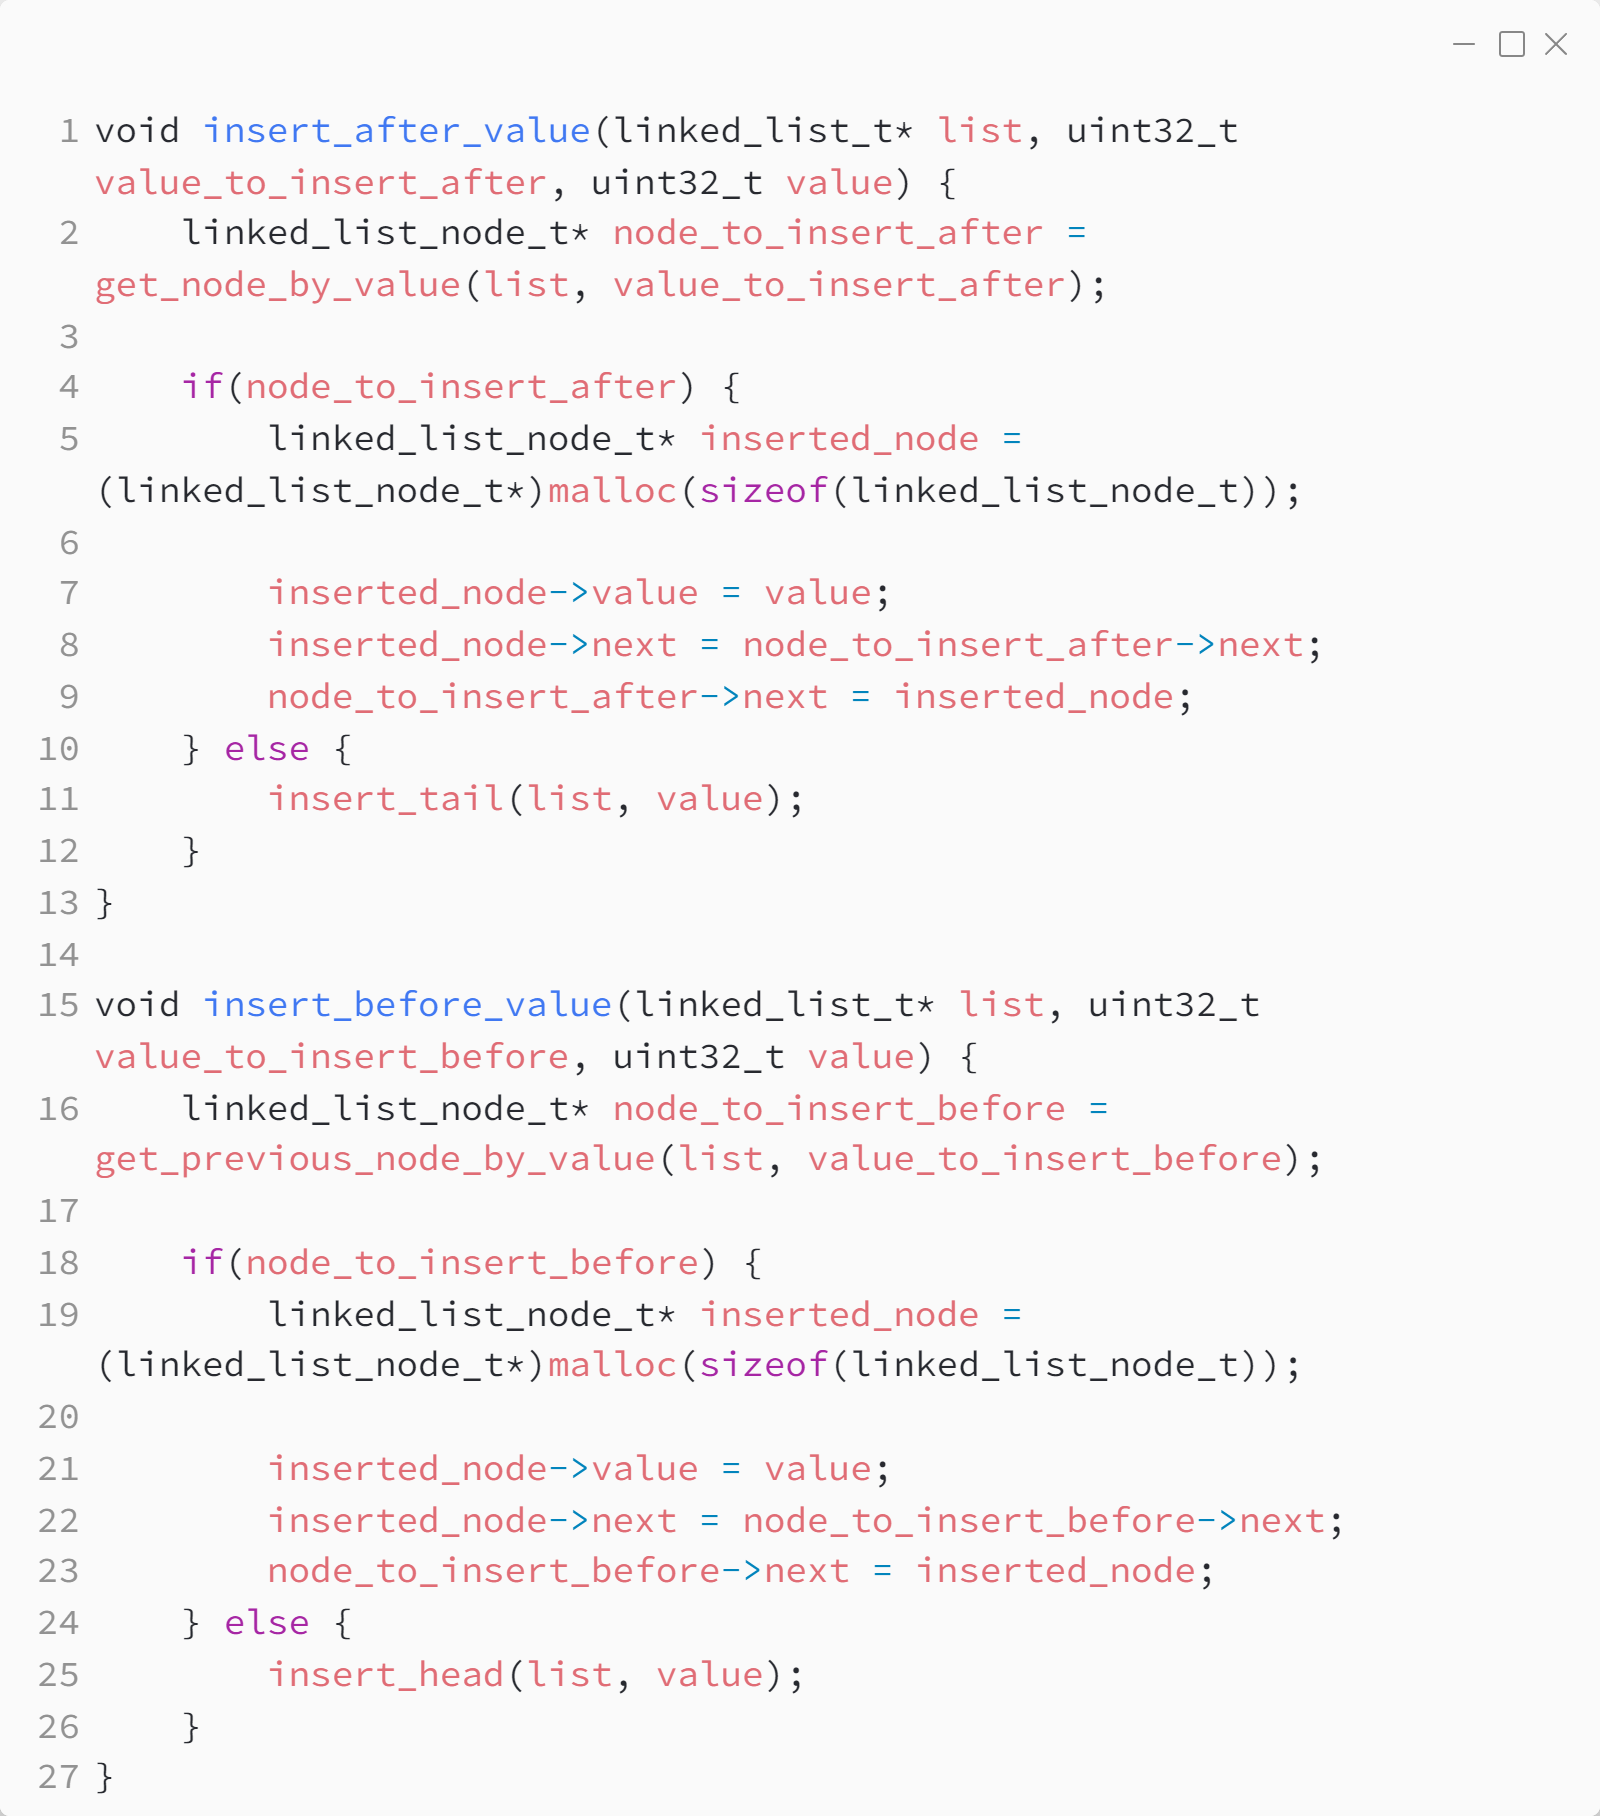 1 void insert_after_value(linked_list_t* list, uint32_t
value_to_insert_after, uint32_t value) {
2     linked_list_node_t* node_to_insert_after =
get_node_by_value(list, value_to_insert_after);
3
4     if(node_to_insert_after) {
5         linked_list_node_t* inserted_node =
(linked_list_node_t*)malloc(sizeof(linked_list_node_t));
6
7         inserted_node->value = value;
8         inserted_node->next = node_to_insert_after->next;
9         node_to_insert_after->next = inserted_node;
10     } else {
11         insert_tail(list, value);
12     }
13 }
14
15 void insert_before_value(linked_list_t* list, uint32_t
value_to_insert_before, uint32_t value) {
16     linked_list_node_t* node_to_insert_before =
get_previous_node_by_value(list, value_to_insert_before);
17
18     if(node_to_insert_before) {
19         linked_list_node_t* inserted_node =
(linked_list_node_t*)malloc(sizeof(linked_list_node_t));
20
21         inserted_node->value = value;
22         inserted_node->next = node_to_insert_before->next;
23         node_to_insert_before->next = inserted_node;
24     } else {
25         insert_head(list, value);
26     }
27 }